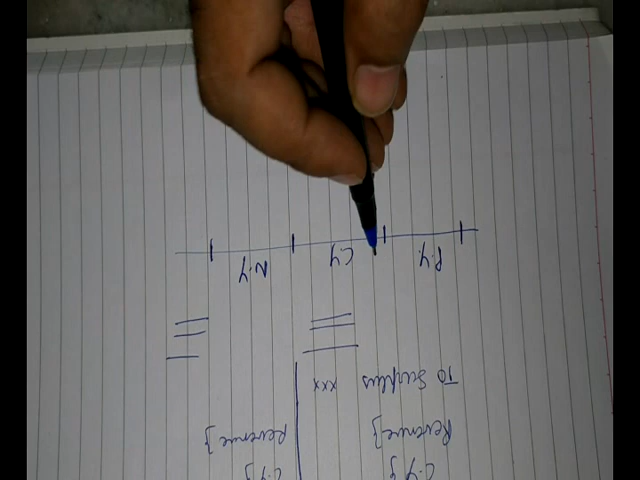 C.Y } C.Y }
Revenue } Revenue }
To Surplus xxx
P.Y. C.Y N.Y